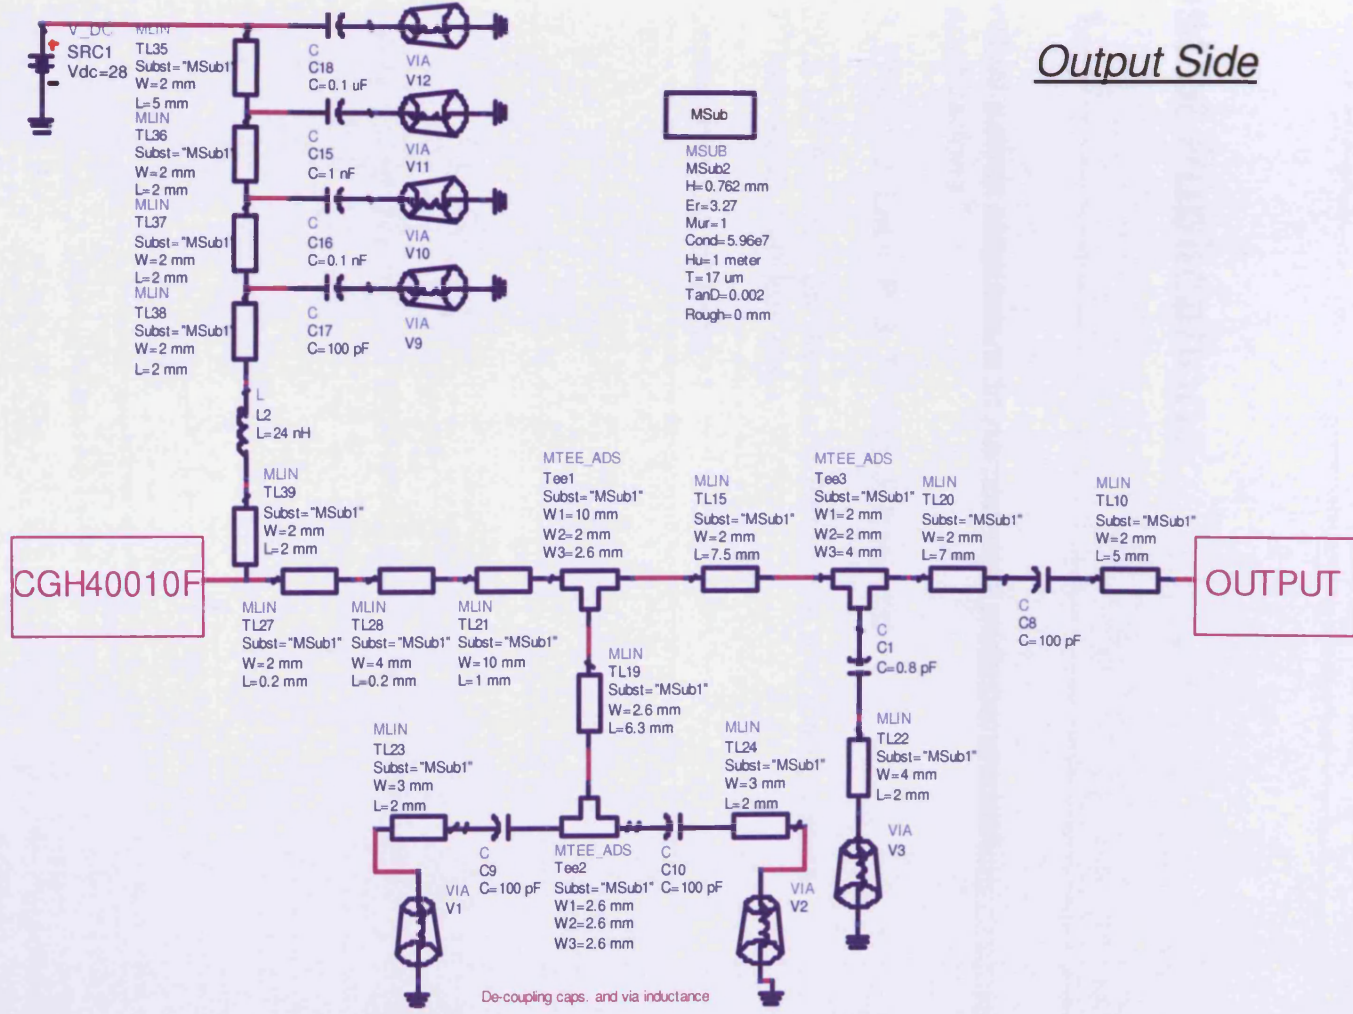 Output Side
V_DC
SRC1
Vdc=28
MLIN
TL35
Subst="MSub1"
W=2 mm
L=5 mm
C
C18
C=0.1 uF
VIA
V12
MLIN
TL36
Subst="MSub1"
W=2 mm
L=2 mm
C
C15
C=1 nF
VIA
V11
MLIN
TL37
Subst="MSub1"
W=2 mm
L=2 mm
C
C16
C=0.1 nF
VIA
V10
MLIN
TL38
Subst="MSub1"
W=2 mm
L=2 mm
C
C17
C=100 pF
VIA
V9
MSub
MSUB
MSub2
H=0.762 mm
Er=3.27
Mur=1
Cond=5.96e7
Hu=1 meter
T=17 um
TanD=0.002
Rough=0 mm
L
L2
L=24 nH
MLIN
TL39
Subst="MSub1"
W=2 mm
L=2 mm
MTEE_ADS
Tee1
Subst="MSub1"
W1=10 mm
W2=2 mm
W3=2.6 mm
MLIN
TL15
Subst="MSub1"
W=2 mm
L=7.5 mm
MTEE_ADS
Tee3
Subst="MSub1"
W1=2 mm
W2=2 mm
W3=4 mm
MLIN
TL20
Subst="MSub1"
W=2 mm
L=7 mm
MLIN
TL10
Subst="MSub1"
W=2 mm
L=5 mm
CGH40010F
OUTPUT
MLIN
TL27
Subst="MSub1"
W=2 mm
L=0.2 mm
MLIN
TL28
Subst="MSub1"
W=4 mm
L=0.2 mm
MLIN
TL21
Subst="MSub1"
W=10 mm
L=1 mm
C
C8
C=100 pF
C
C1
C=0.8 pF
MLIN
TL19
Subst="MSub1"
W=2.6 mm
L=6.3 mm
MLIN
TL23
Subst="MSub1"
W=3 mm
L=2 mm
MLIN
TL24
Subst="MSub1"
W=3 mm
L=2 mm
MLIN
TL22
Subst="MSub1"
W=4 mm
L=2 mm
VIA
V3
C
C9
C=100 pF
MTEE_ADS
Tee2
Subst="MSub1"
W1=2.6 mm
W2=2.6 mm
W3=2.6 mm
C
C10
C=100 pF
VIA
V1
VIA
V2
De-coupling caps. and via inductance